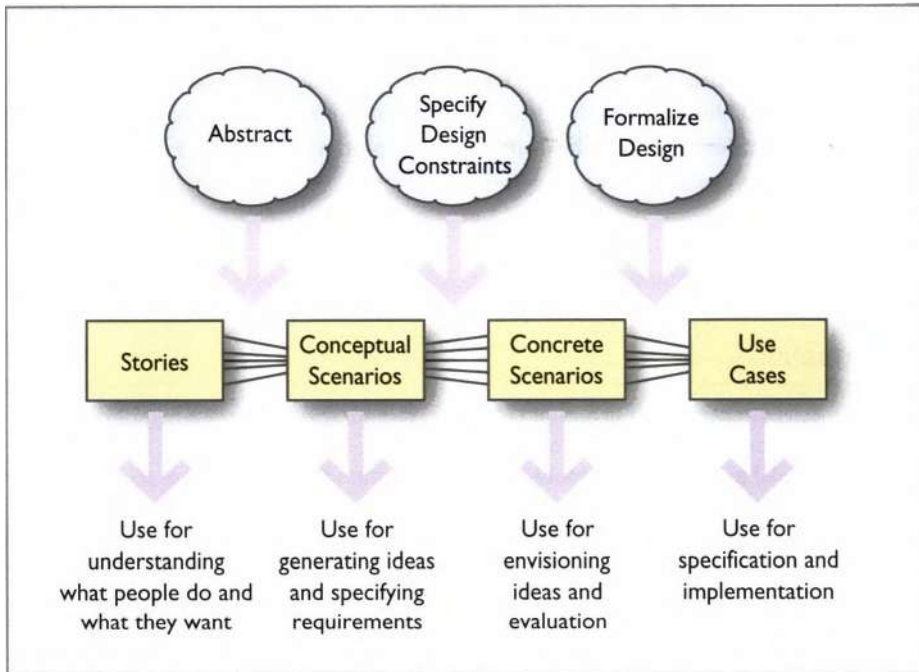 Abstract
Specify
Design
Constraints
Formalize
Design
Stories
Conceptual
Scenarios
Concrete
Scenarios
Use
Cases
Use for
understanding
what people do and
what they want
Use for
generating ideas
and specifying
requirements
Use for
envisioning
ideas and
evaluation
Use for
specification and
implementation